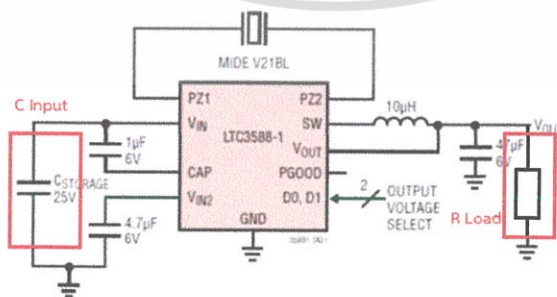 MIDE V21BL
C Input
PZ1
PZ2
10µH
VIN
SW
LTC3588-1
VOUT
1µF
6V
CAP
PGOOD
47µF
6V
CSTORAGE
25V
VIN2
D0, D1
2
OUTPUT
VOLTAGE
SELECT
R Load
4.7µF
6V
GND